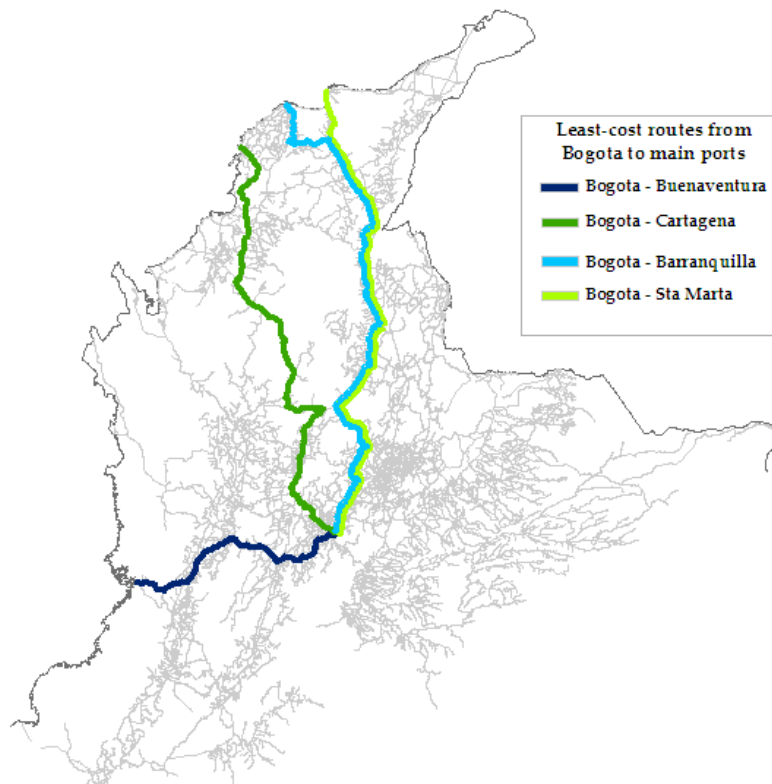 Least-cost routes from
Bogota to main ports
Bogota - Buenaventura
Bogota - Cartagena
Bogota - Barranquilla
Bogota - Sta Marta